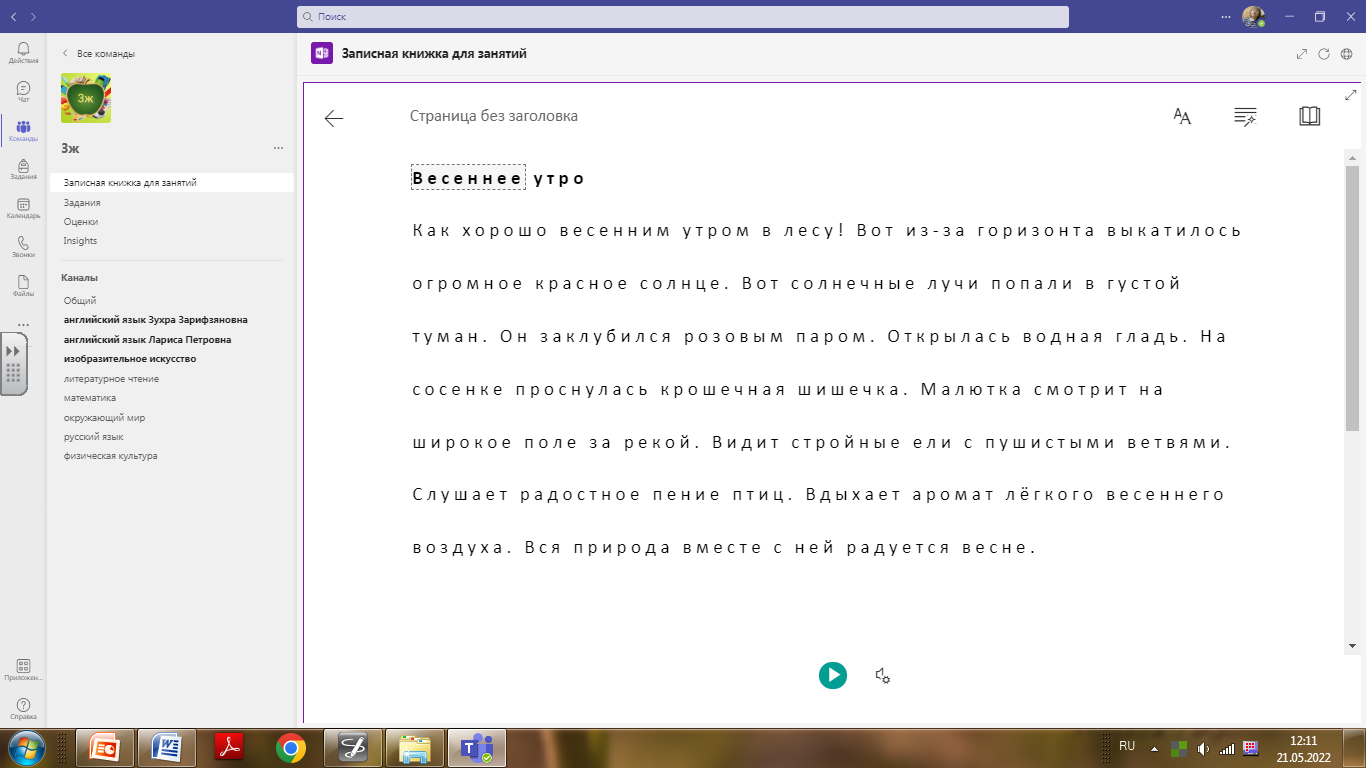 Поиск
Действия
Чат
Команды
Задания
Календарь
Звонки
Файлы
Приложен...
Справка
Все команды
3ж
3ж
Записная книжка для занятий
Задания
Оценки
Insights
Каналы
Общий
английский язык Зухра Зарифзяновна
английский язык Лариса Петровна
изобразительное искусство
литературное чтение
математика
окружающий мир
русский язык
физическая культура
Записная книжка для занятий
Страница без заголовка
Весеннее утро
Как хорошо весенним утром в лесу! Вот из-за горизонта выкатилось
огромное красное солнце. Вот солнечные лучи попали в густой
туман. Он заклубился розовым паром. Открылась водная гладь. На
сосенке проснулась крошечная шишечка. Малютка смотрит на
широкое поле за рекой. Видит стройные ели с пушистыми ветвями.
Слушает радостное пение птиц. Вдыхает аромат лёгкого весеннего
воздуха. Вся природа вместе с ней радуется весне.
RU
12:11
21.05.2022